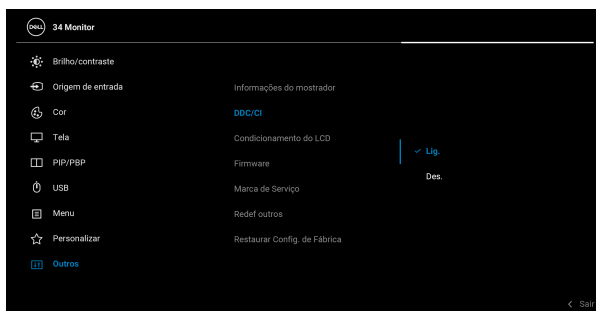 DELL 34 Monitor
Brilho/contraste
Origem de entrada
Cor
Tela
PIP/PBP
USB
Menu
Personalizar
Outros
Informações do mostrador
DDC/CI
Condicionamento do LCD
Firmware
Marca de Serviço
Redef outros
Restaurar Config. de Fábrica
Lig.
Des.
Sair